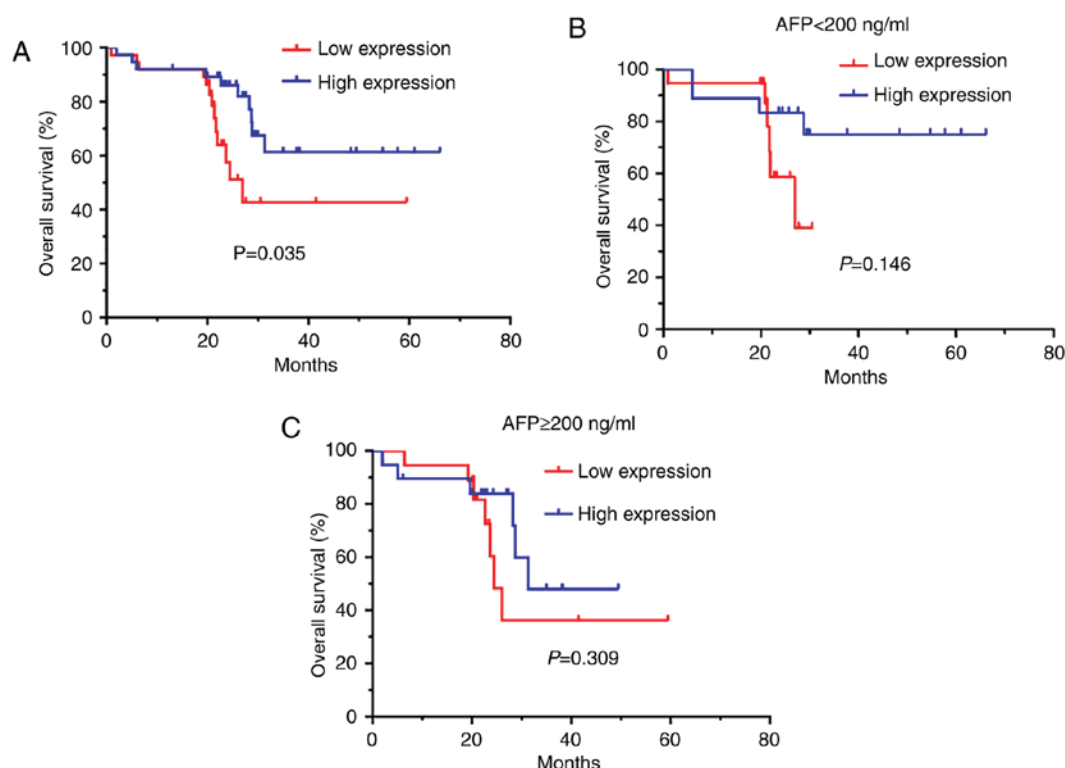 A
Low expression
High expression
Overall survival (%)
100
80
60
40
20
0
P=0.035
0 20 40 60 80
Months
B
AFP<200 ng/ml
Low expression
High expression
Overall survival (%)
100
80
60
40
20
0
P=0.146
0 20 40 60 80
Months
C
AFP≥200 ng/ml
Low expression
High expression
Overall survival (%)
100
80
60
40
20
0
P=0.309
0 20 40 60 80
Months